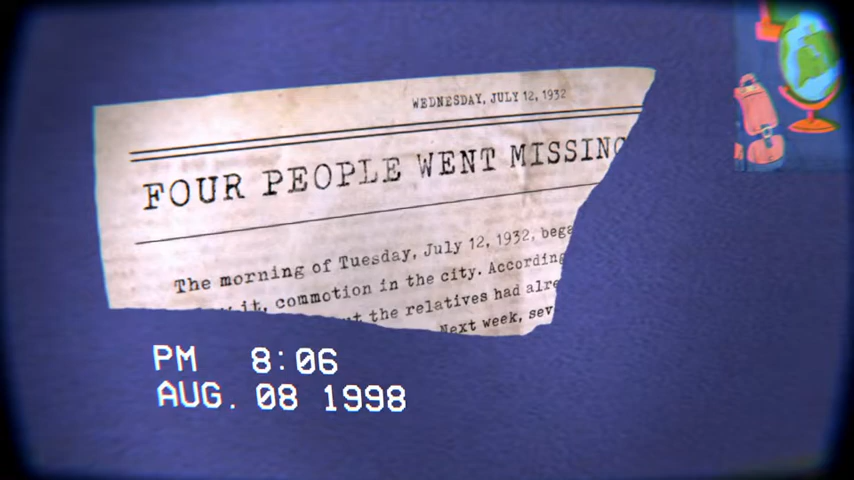 WEDNESDAY, JULY 12, 1932
FOUR PEOPLE WENT MISSING
The morning of Tuesday, July 12, 1932, bega
it, commotion in the city. According
t the relatives had alre
Next week, sev
PM 8:06
AUG. 08 1998